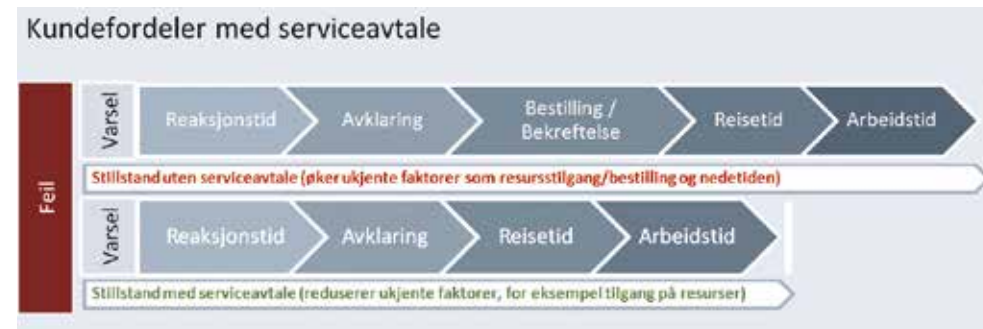 Kundefordeler med serviceavtale
Feil
Varsel
Reaksjonstid
Avklaring
Bestilling /
Bekreftelse
Reisetid
Arbeidstid
Stillstand uten serviceavtale (øker ukjente faktorer som resursstilgang/bestilling og nedetiden)
Varsel
Reaksjonstid
Avklaring
Reisetid
Arbeidstid
Stillstand med serviceavtale (reduserer ukjente faktorer, for eksempel tilgang på resurser)